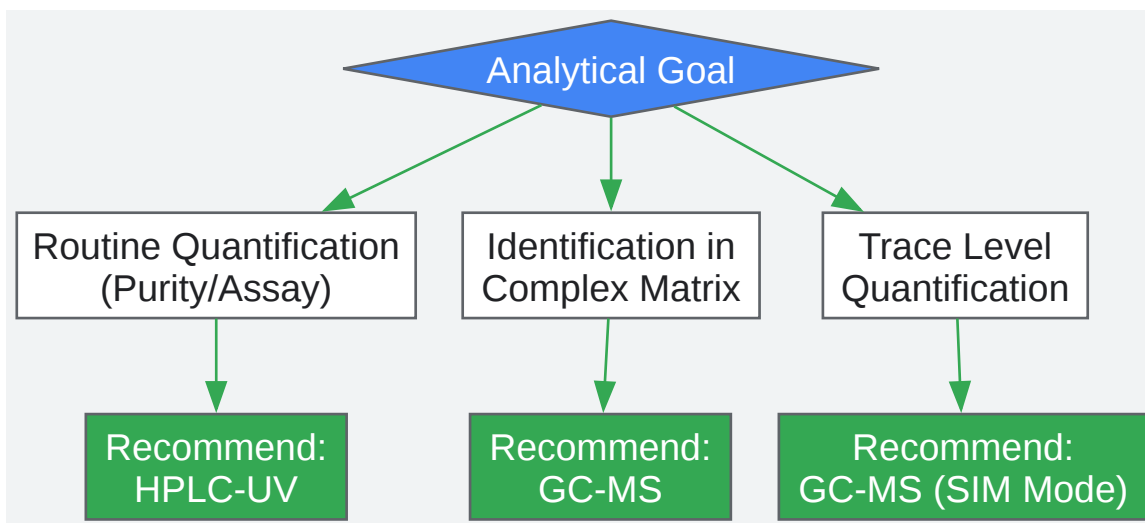 Analytical Goal
Routine Quantification
(Purity/Assay)
Identification in
Complex Matrix
Trace Level
Quantification
Recommend:
HPLC-UV
Recommend:
GC-MS
Recommend:
GC-MS (SIM Mode)